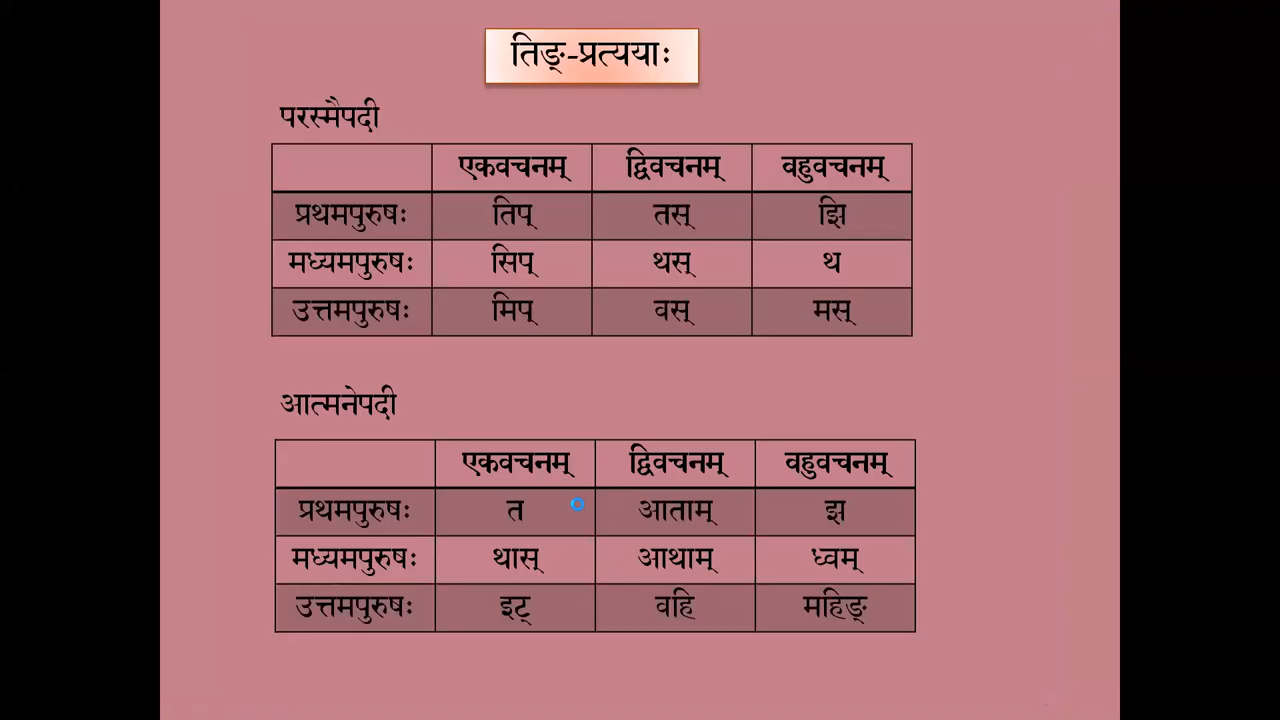 तिङ्-प्रत्ययाः
परस्मैपदी
एकवचनम् द्विवचनम् वहुवचनम्
प्रथमपुरुषः तिप् तस् झि
मध्यमपुरुषः सिप् थस् थ
उत्तमपुरुषः मिप् वस् मस्
आत्मनेपदी
एकवचनम् द्विवचनम् वहुवचनम्
प्रथमपुरुषः त आताम् झ
मध्यमपुरुषः थास् आथाम् ध्वम्
उत्तमपुरुषः इट् वहि महिङ्